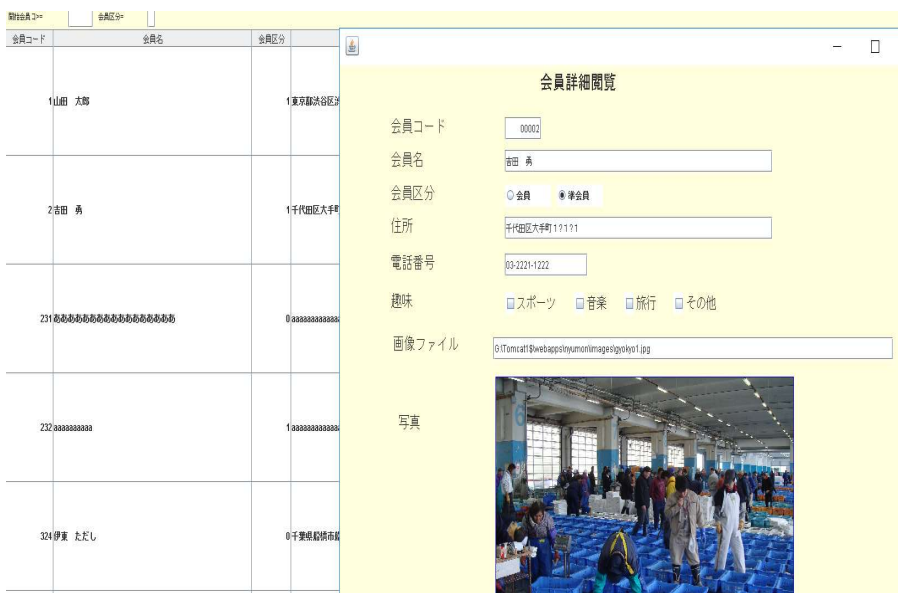 開始会員コ>= 会員区分=
会員コード 会員名 会員区分
1 山田 太郎 1 東京都渋谷区渋
2 吉田 勇 1 千代田区大手町
231 あああああああああああああああああ 0 aaaaaaaaaaaa
232 aaaaaaaaaa 1 aaaaaaaaaaaa
324 伊東 ただし 0 千葉県船橋市船
会員詳細閲覧
会員コード 00002
会員名 吉田 勇
会員区分 会員 準会員
住所 千代田区大手町1?1?1
電話番号 03-2221-1222
趣味 スポーツ 音楽 旅行 その他
画像ファイル G:\Tomcat1$\webapps\nyumon\images\gyokyo1.jpg
写真
6